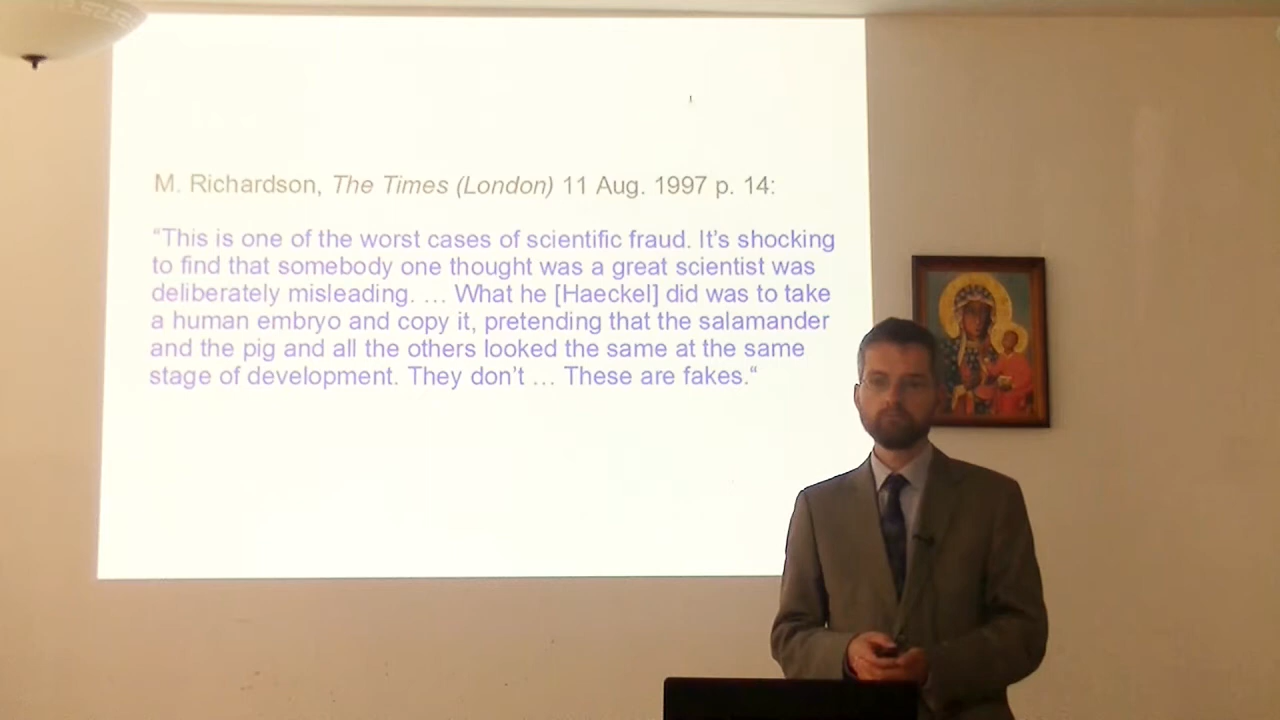 M. Richardson, The Times (London) 11 Aug. 1997 p. 14:
“This is one of the worst cases of scientific fraud. It’s shocking
to find that somebody one thought was a great scientist was
deliberately misleading. … What he [Haeckel] did was to take
a human embryo and copy it, pretending that the salamander
and the pig and all the others looked the same at the same
stage of development. They don’t … These are fakes.“